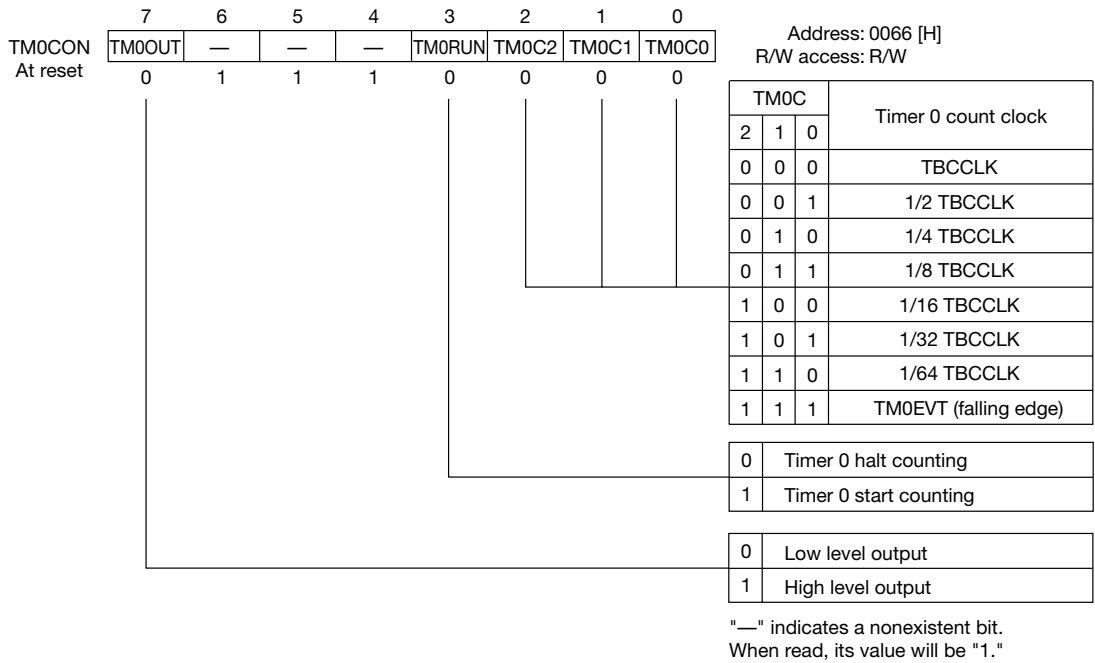 7 6 5 4 3 2 1 0
TM0CON TM0OUT — — — TM0RUN TM0C2 TM0C1 TM0C0
At reset 0 1 1 1 0 0 0 0
Address: 0066 [H]
R/W access: R/W
TM0C Timer 0 count clock
2 1 0
0 0 0 TBCCLK
0 0 1 1/2 TBCCLK
0 1 0 1/4 TBCCLK
0 1 1 1/8 TBCCLK
1 0 0 1/16 TBCCLK
1 0 1 1/32 TBCCLK
1 1 0 1/64 TBCCLK
1 1 1 TM0EVT (falling edge)
0 Timer 0 halt counting
1 Timer 0 start counting
0 Low level output
1 High level output
"—" indicates a nonexistent bit.
When read, its value will be "1."